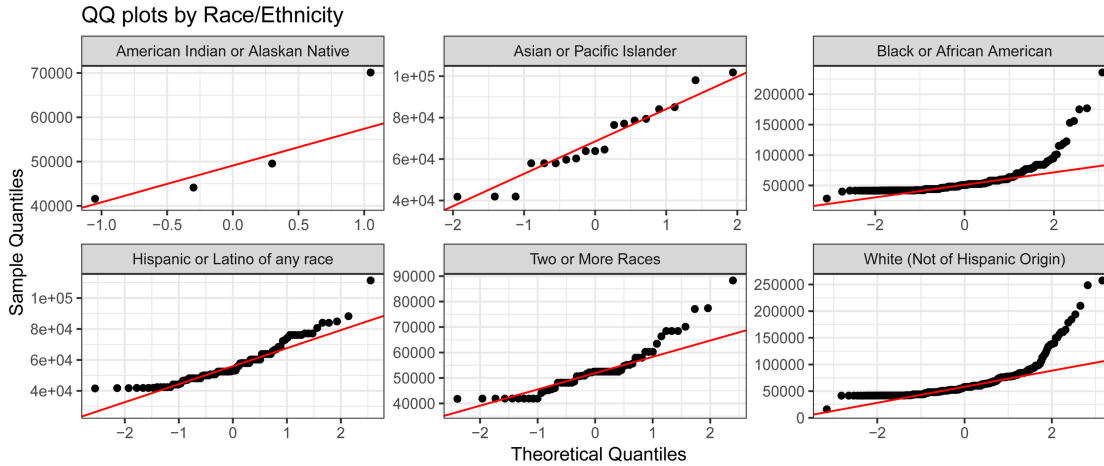 QQ plots by Race/Ethnicity
American Indian or Alaskan Native
Asian or Pacific Islander
Black or African American
70000
60000
50000
40000
−1.0
−0.5
0.0
0.5
1.0
1e+05
8e+04
6e+04
4e+04
−2
−1
0
1
2
200000
150000
100000
50000
−2
0
2
Sample Quantiles
Hispanic or Latino of any race
Two or More Races
White (Not of Hispanic Origin)
1e+05
8e+04
6e+04
4e+04
−2
−1
0
1
2
90000
80000
70000
60000
50000
40000
−2
−1
0
1
2
250000
200000
150000
100000
50000
0
−2
0
2
Theoretical Quantiles